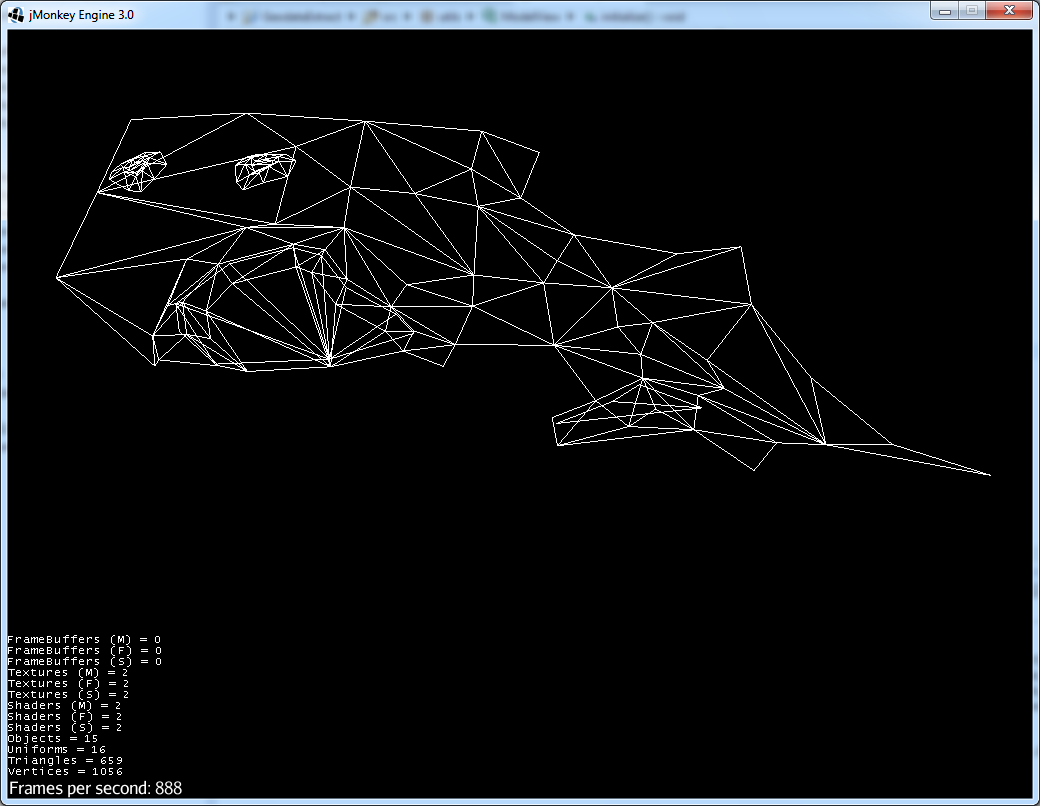 jMonkey Engine 3.0
FrameBuffers (M) = 0
FrameBuffers (F) = 0
FrameBuffers (S) = 0
Textures (M) = 2
Textures (F) = 2
Textures (S) = 2
Shaders (M) = 2
Shaders (F) = 2
Shaders (S) = 2
Objects = 15
Uniforms = 16
Triangles = 659
Vertices = 1056
Frames per second: 888